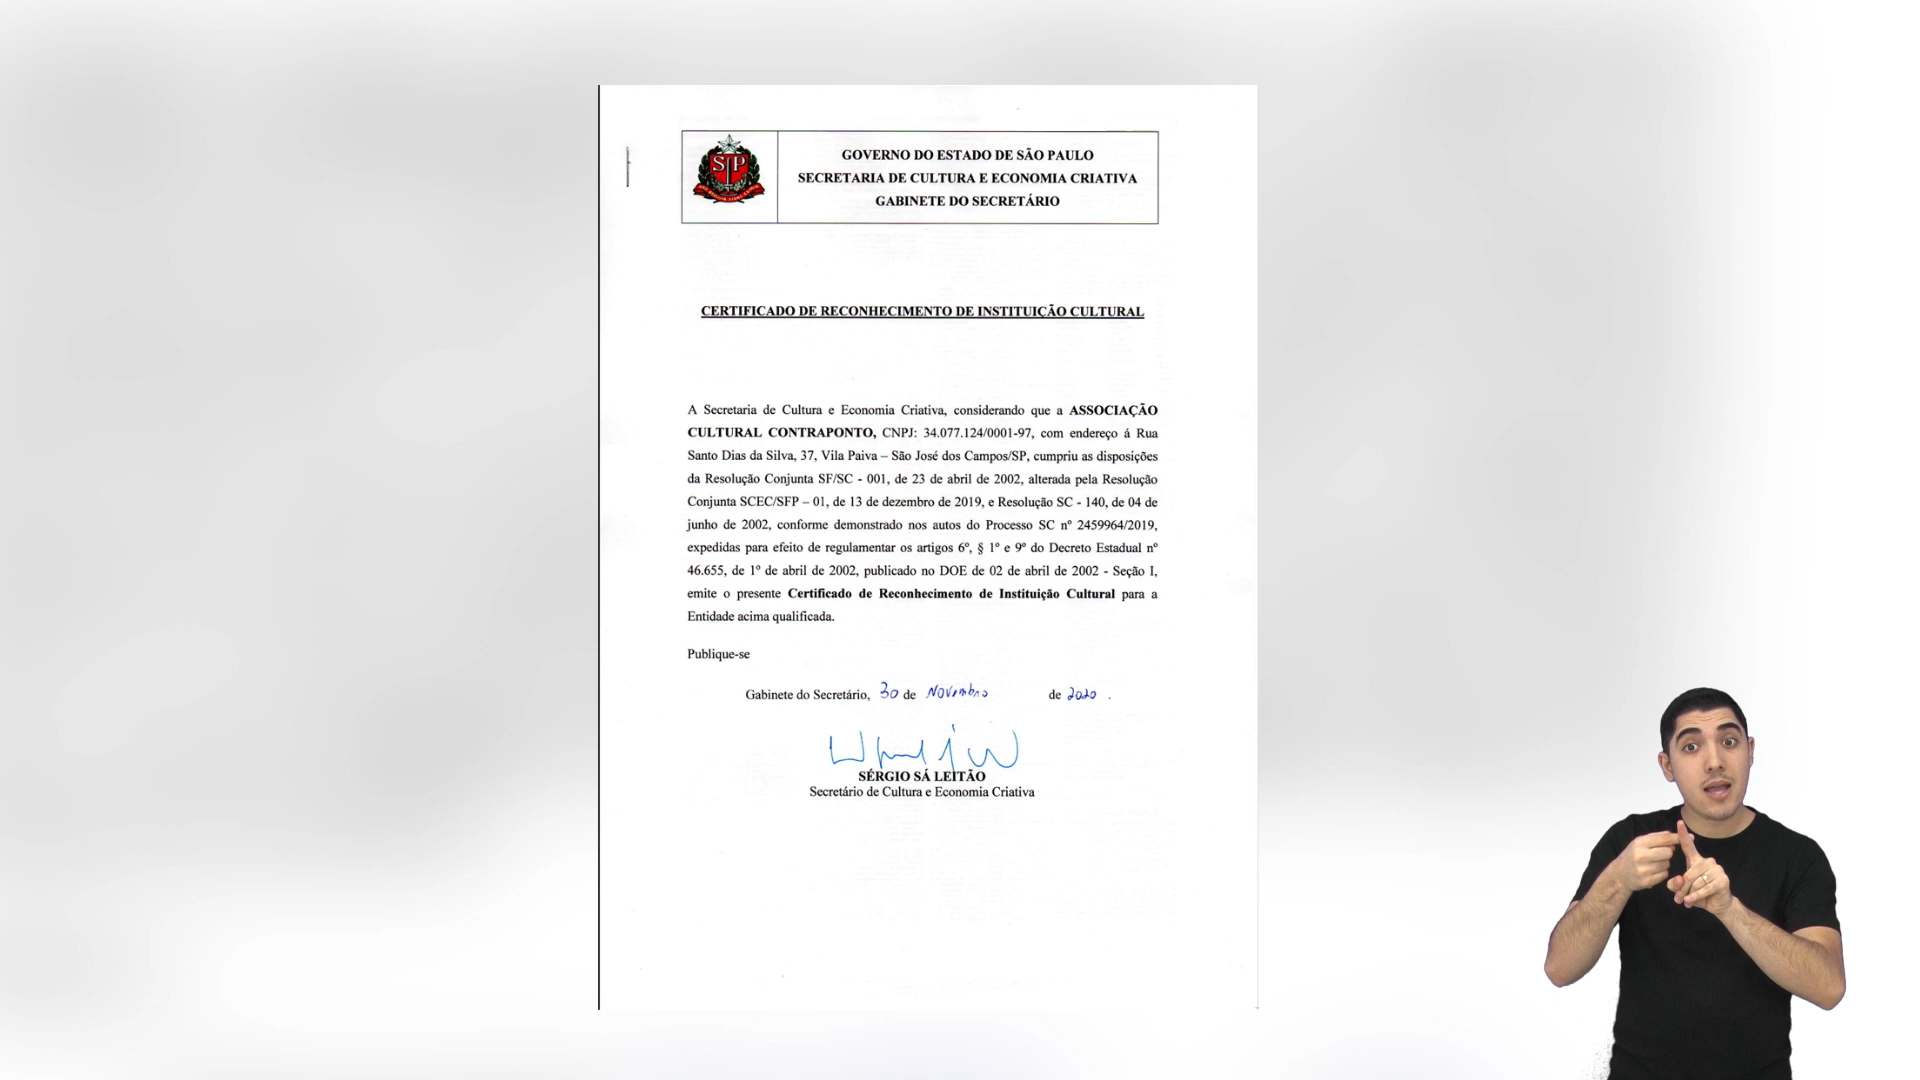 SP
GOVERNO DO ESTADO DE SÃO PAULO
SECRETARIA DE CULTURA E ECONOMIA CRIATIVA
GABINETE DO SECRETÁRIO
CERTIFICADO DE RECONHECIMENTO DE INSTITUIÇÃO CULTURAL
A Secretaria de Cultura e Economia Criativa, considerando que a ASSOCIAÇÃO
CULTURAL CONTRAPONTO, CNPJ: 34.077.124/0001-97, com endereço á Rua
Santo Dias da Silva, 37, Vila Paiva – São José dos Campos/SP, cumpriu as disposições
da Resolução Conjunta SF/SC - 001, de 23 de abril de 2002, alterada pela Resolução
Conjunta SCEC/SFP – 01, de 13 de dezembro de 2019, e Resolução SC - 140, de 04 de
junho de 2002, conforme demonstrado nos autos do Processo SC nº 2459964/2019,
expedidas para efeito de regulamentar os artigos 6º, § 1º e 9º do Decreto Estadual nº
46.655, de 1º de abril de 2002, publicado no DOE de 02 de abril de 2002 - Seção I,
emite o presente Certificado de Reconhecimento de Instituição Cultural para a
Entidade acima qualificada.
Publique-se
Gabinete do Secretário, 30 de Novembro de 2020 .
SÉRGIO SÁ LEITÃO
Secretário de Cultura e Economia Criativa